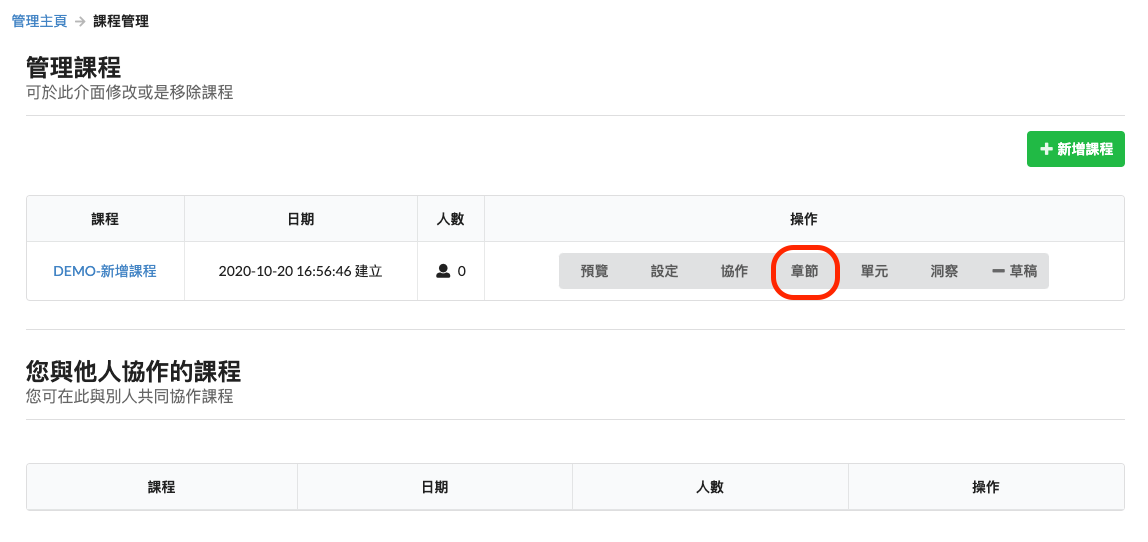 管理主頁 → 課程管理
管理課程
可於此介面修改或是移除課程
新增課程
課程 日期 人數 操作
DEMO-新增課程 2020-10-20 16:56:46 建立 0 預覽 設定 協作 章節 單元 洞察 草稿
您與他人協作的課程
您可在此與別人共同協作課程
課程 日期 人數 操作